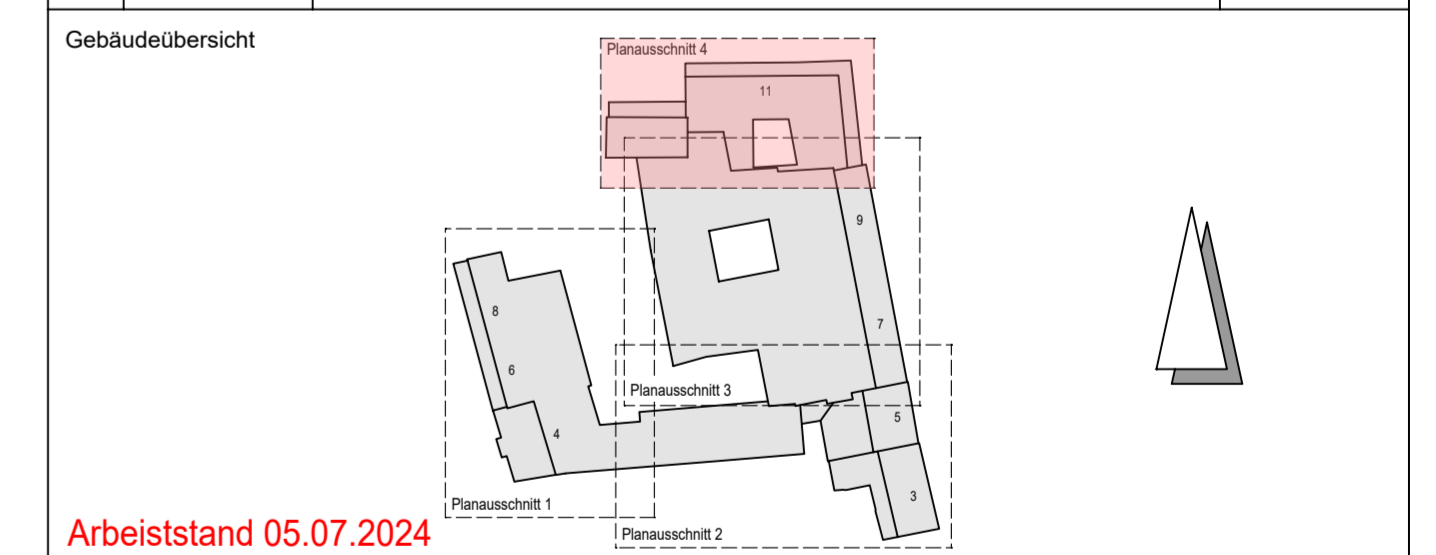 Gebäudeübersicht
Planausschnitt 4
11
9
8
7
6
Planausschnitt 3
5
4
3
Planausschnitt 1
Arbeiststand 05.07.2024
Planausschnitt 2